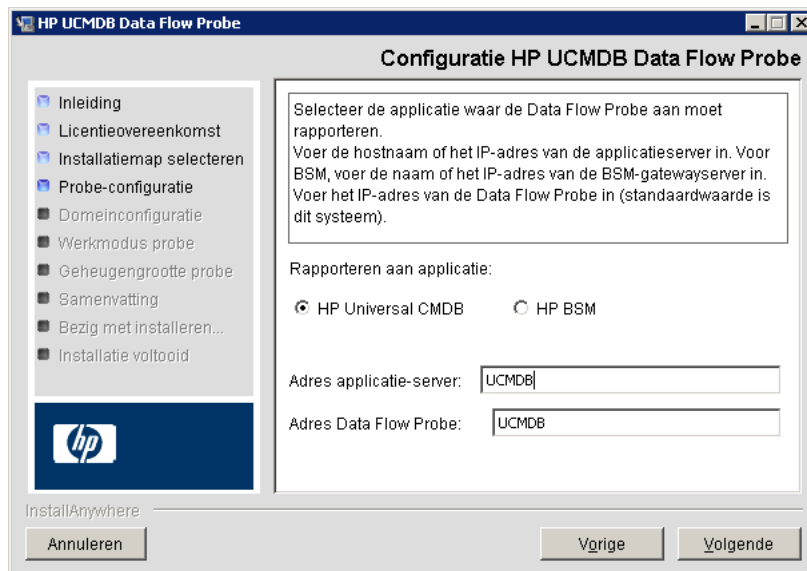 HP UCMDB Data Flow Probe
Configuratie HP UCMDB Data Flow Probe
Inleiding
Licentieovereenkomst
Installatiemap selecteren
Probe-configuratie
Domeinconfiguratie
Werkmodus probe
Geheugengrootte probe
Samenvatting
Bezig met installeren...
Installatie voltooid
hp
Selecteer de applicatie waar de Data Flow Probe aan moet
rapporteren.
Voer de hostnaam of het IP-adres van de applicatieserver in. Voor
BSM, voer de naam of het IP-adres van de BSM-gatewayserver in.
Voer het IP-adres van de Data Flow Probe in (standaardwaarde is
dit systeem).
Rapporteren aan applicatie:
HP Universal CMDB HP BSM
Adres applicatie-server: UCMDB
Adres Data Flow Probe: UCMDB
InstallAnywhere
Annuleren Vorige Volgende